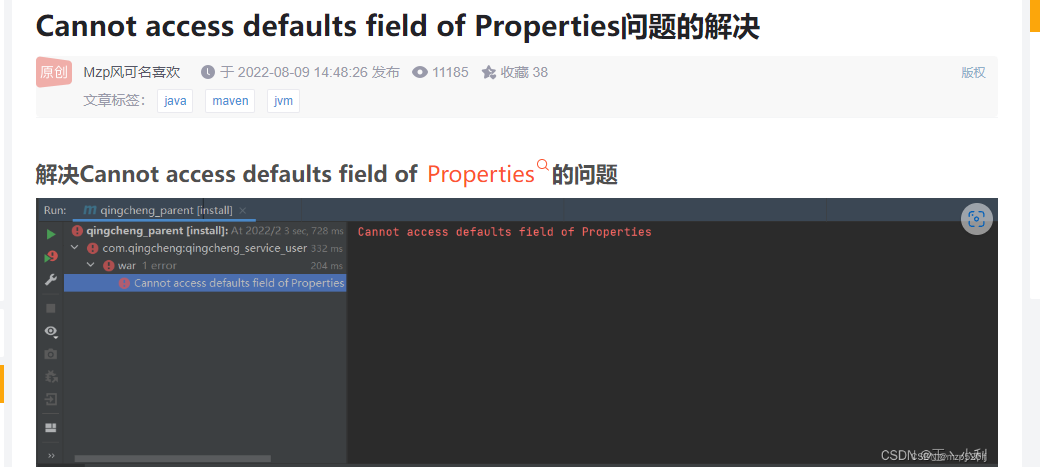 Cannot access defaults field of Properties问题的解决
原创 Mzp风可名喜欢 于 2022-08-09 14:48:26 发布 11185 收藏 38 版权
文章标签： java maven jvm
解决Cannot access defaults field of Properties的问题
Run: qingcheng_parent [install] ×
qingcheng_parent [install]: At 2022/2 3 sec, 728 ms
Cannot access defaults field of Properties
com.qingcheng:qingcheng_service_user 332 ms
war 1 error 204 ms
Cannot access defaults field of Properties
CSDN